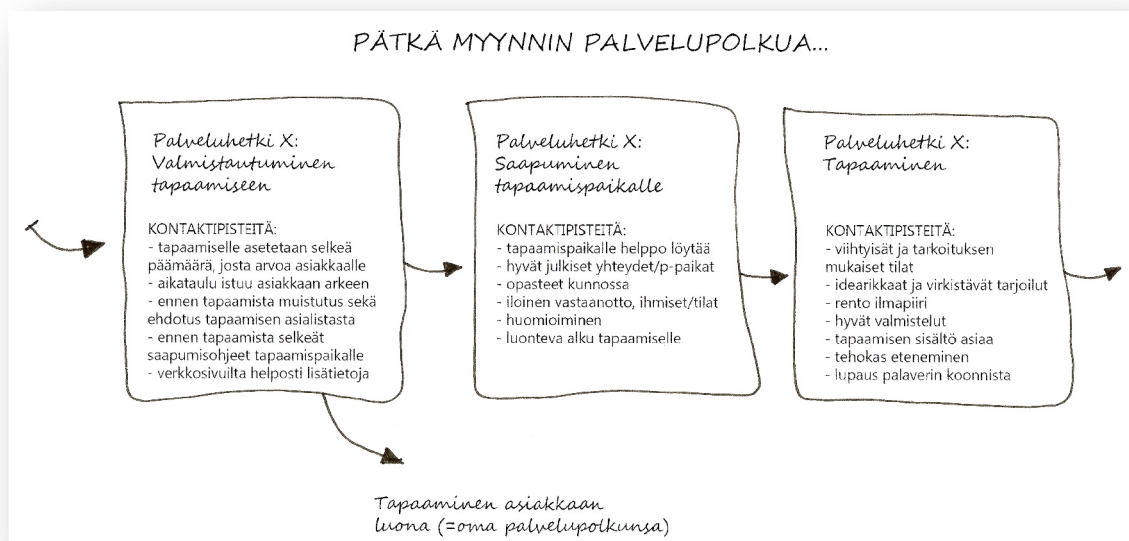 PÄTKÄ MYYNNIN PALVELUPOLKUA...
Palveluhetki X:
Valmistautuminen
tapaamiseen
KONTAKTIPISTEITÄ:
- tapaamiselle asetetaan selkeä
päämäärä, josta arvoa asiakkaalle
- aikataulu istuu asiakkaan arkeen
- ennen tapaamista muistutus sekä
ehdotus tapaamisen asialistasta
- ennen tapaamista selkeät
saapumisohjeet tapaamispaikalle
- verkkosivuilta helposti lisätietoja
Palveluhetki X:
Saapuminen
tapaamispaikalle
KONTAKTIPISTEITÄ:
- tapaamispaikalle helppo löytää
- hyvät julkiset yhteydet/p-paikat
- opasteet kunnossa
- iloinen vastaanotto, ihmiset/tilat
- huomioiminen
- luonteva alku tapaamiselle
Palveluhetki X:
Tapaaminen
KONTAKTIPISTEITÄ:
- viihtyisät ja tarkoituksen
mukaiset tilat
- idearikkaat ja virkistävät tarjoilut
- rento ilmapiiri
- hyvät valmistelut
- tapaamisen sisältö asiaa
- tehokas eteneminen
- lupaus palaverin koonnista
Tapaaminen asiakkaan
luona (=oma palvelupolkunsa)